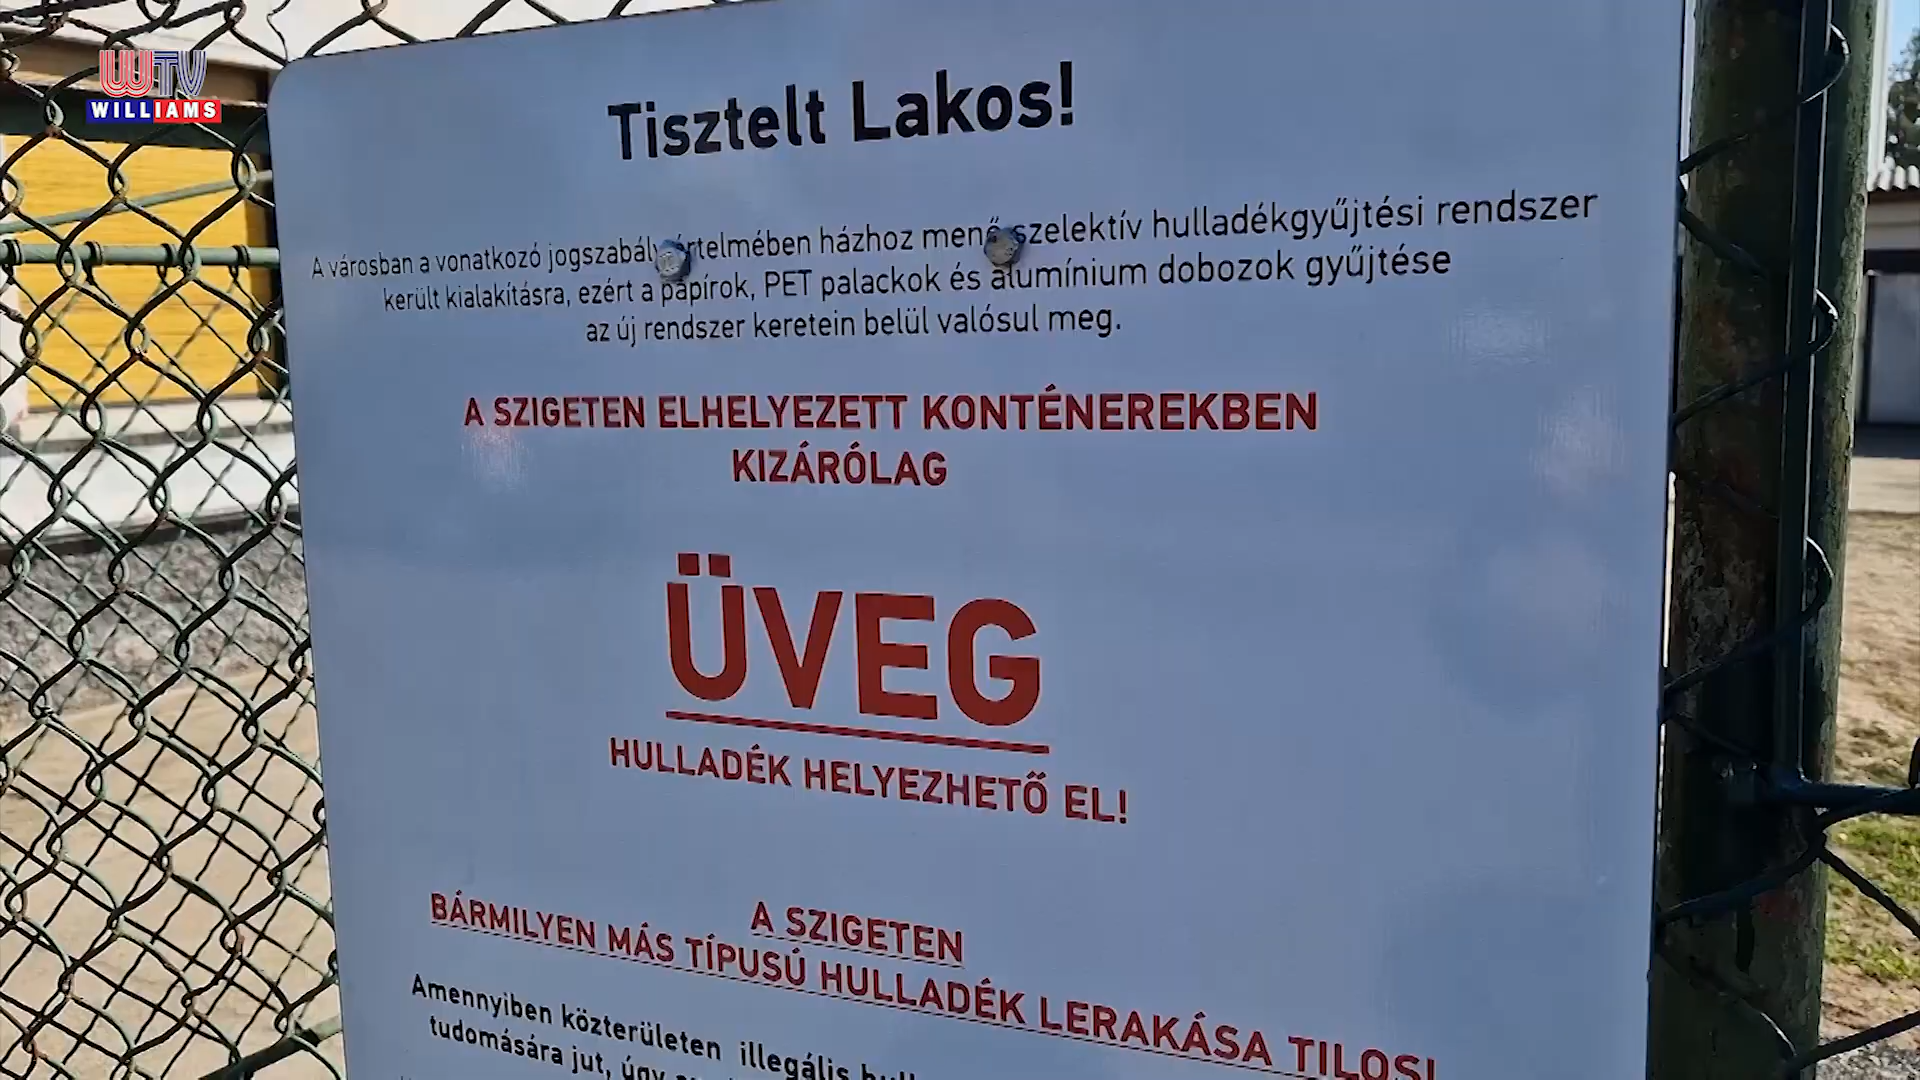 WTV
WILLIAMS
Tisztelt Lakos!
A városban a vonatkozó jogszabály értelmében házhoz menő szelektív hulladékgyűjtési rendszer
került kialakításra, ezért a papírok, PET palackok és alumínium dobozok gyűjtése
az új rendszer keretein belül valósul meg.
A SZIGETEN ELHELYEZETT KONTÉNEREKBEN
KIZÁRÓLAG
ÜVEG
HULLADÉK HELYEZHETŐ EL!
A SZIGETEN
BÁRMILYEN MÁS TÍPUSÚ HULLADÉK LERAKÁSA TILOS!
Amennyiben közterületen illegális
tudomására jut, úgy